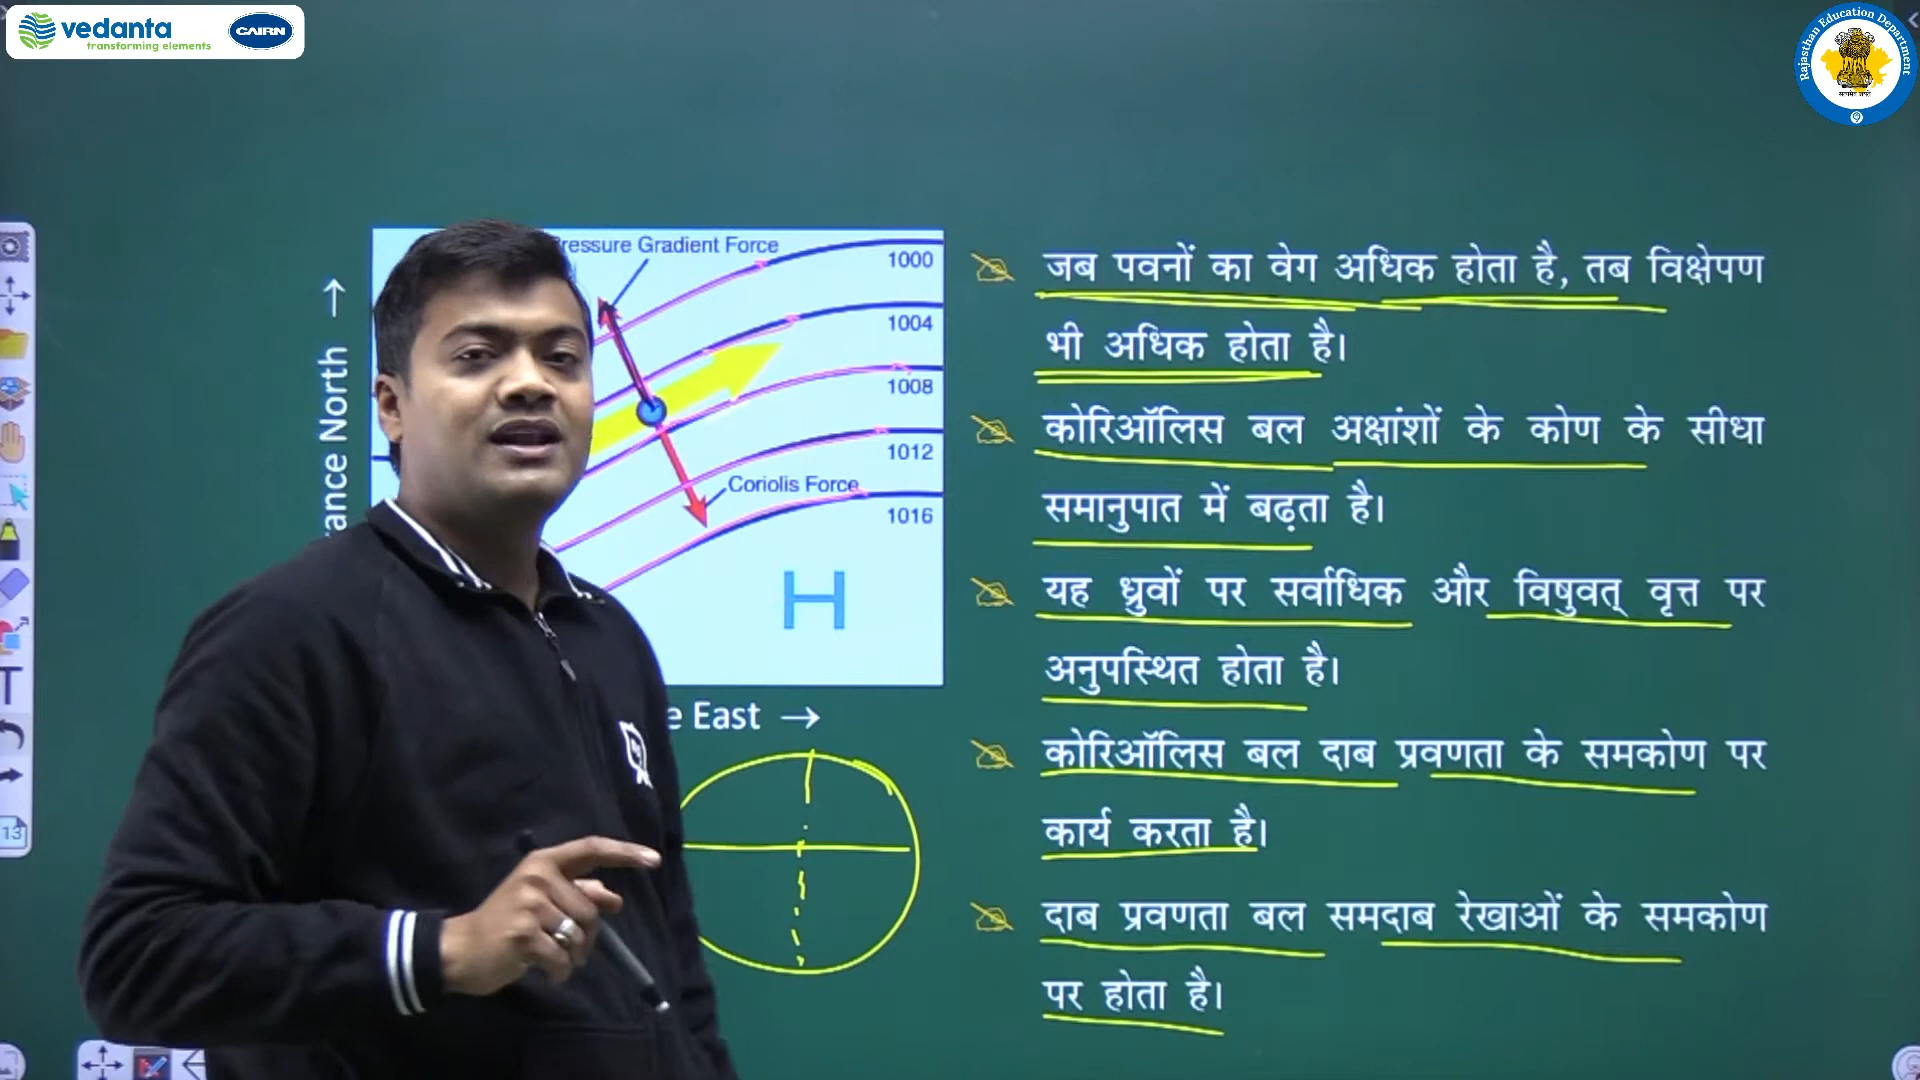 vedanta
transforming elements
CAIRN
Rajasthan Education Department
Pressure Gradient Force
1000
1004
1008
1012
Coriolis Force
1016
H
North →
East →
जब पवनों का वेग अधिक होता है, तब विक्षेपण
भी अधिक होता है।
कोरिऑलिस बल अक्षांशों के कोण के सीधा
समानुपात में बढ़ता है।
यह ध्रुवों पर सर्वाधिक और विषुवत् वृत्त पर
अनुपस्थित होता है।
कोरिऑलिस बल दाब प्रवणता के समकोण पर
कार्य करता है।
दाब प्रवणता बल समदाब रेखाओं के समकोण
पर होता है।
T
13